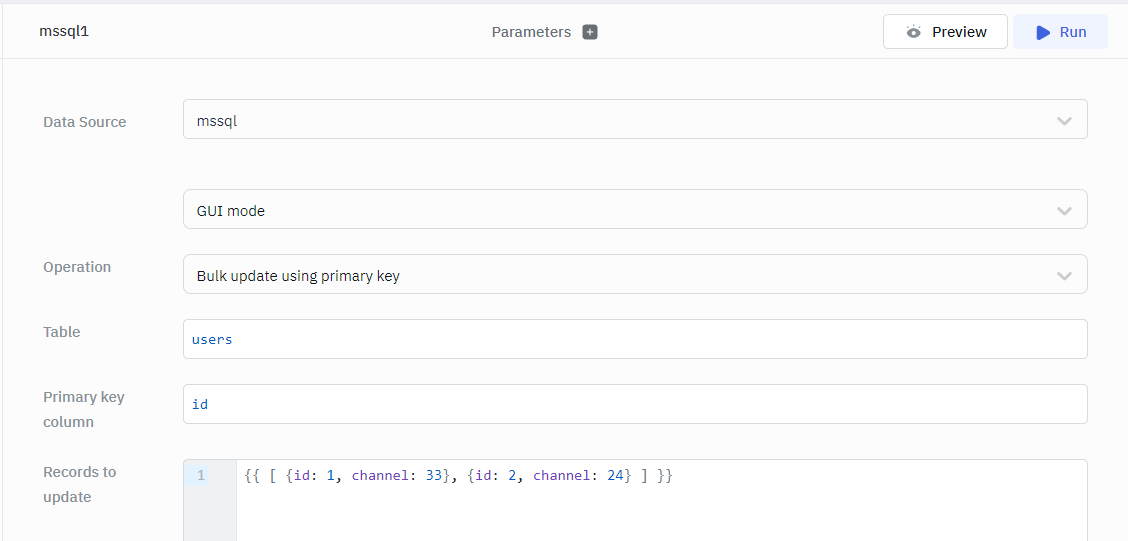 mssql1
Parameters +
Preview
Run
Data Source
mssql
GUI mode
Operation
Bulk update using primary key
Table
users
Primary key
column
id
Records to
update
1
{{ [ {id: 1, channel: 33}, {id: 2, channel: 24} ] }}